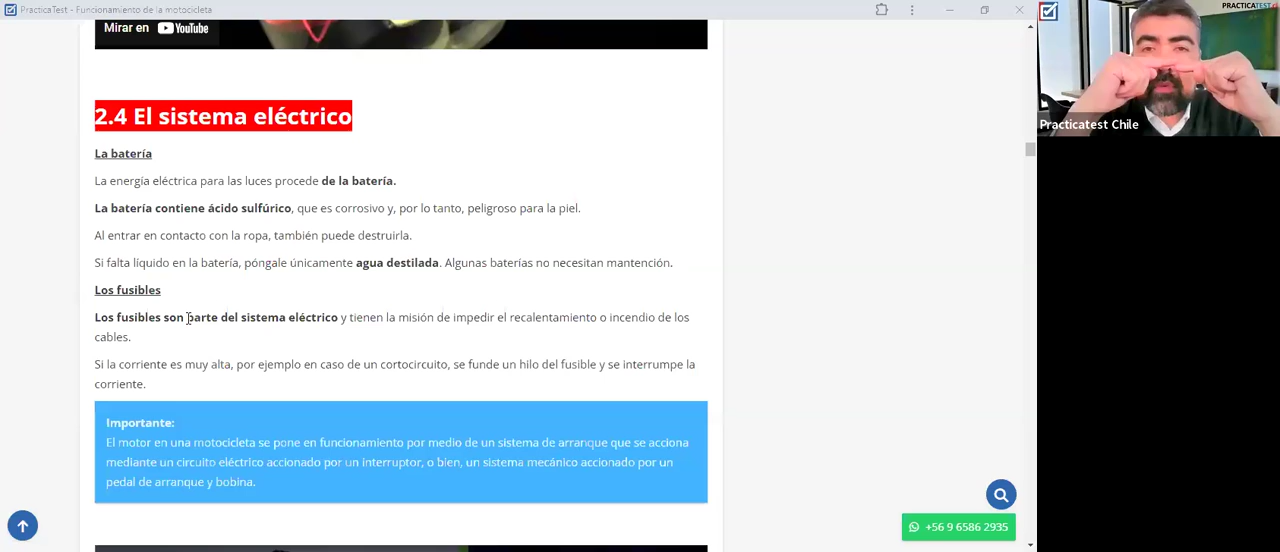 PracticaTest - Funcionamiento de la motocicleta
PRACTICATEST
Mirar en YouTube
Practicatest Chile
2.4 El sistema eléctrico
La batería
La energía eléctrica para las luces procede de la batería.
La batería contiene ácido sulfúrico, que es corrosivo y, por lo tanto, peligroso para la piel.
Al entrar en contacto con la ropa, también puede destruirla.
Si falta líquido en la batería, póngale únicamente agua destilada. Algunas baterías no necesitan mantención.
Los fusibles
Los fusibles son parte del sistema eléctrico y tienen la misión de impedir el recalentamiento o incendio de los
cables.
Si la corriente es muy alta, por ejemplo en caso de un cortocircuito, se funde un hilo del fusible y se interrumpe la
corriente.
Importante:
El motor en una motocicleta se pone en funcionamiento por medio de un sistema de arranque que se acciona
mediante un circuito eléctrico accionado por un interruptor, o bien, un sistema mecánico accionado por un
pedal de arranque y bobina.
+56 9 6586 2935